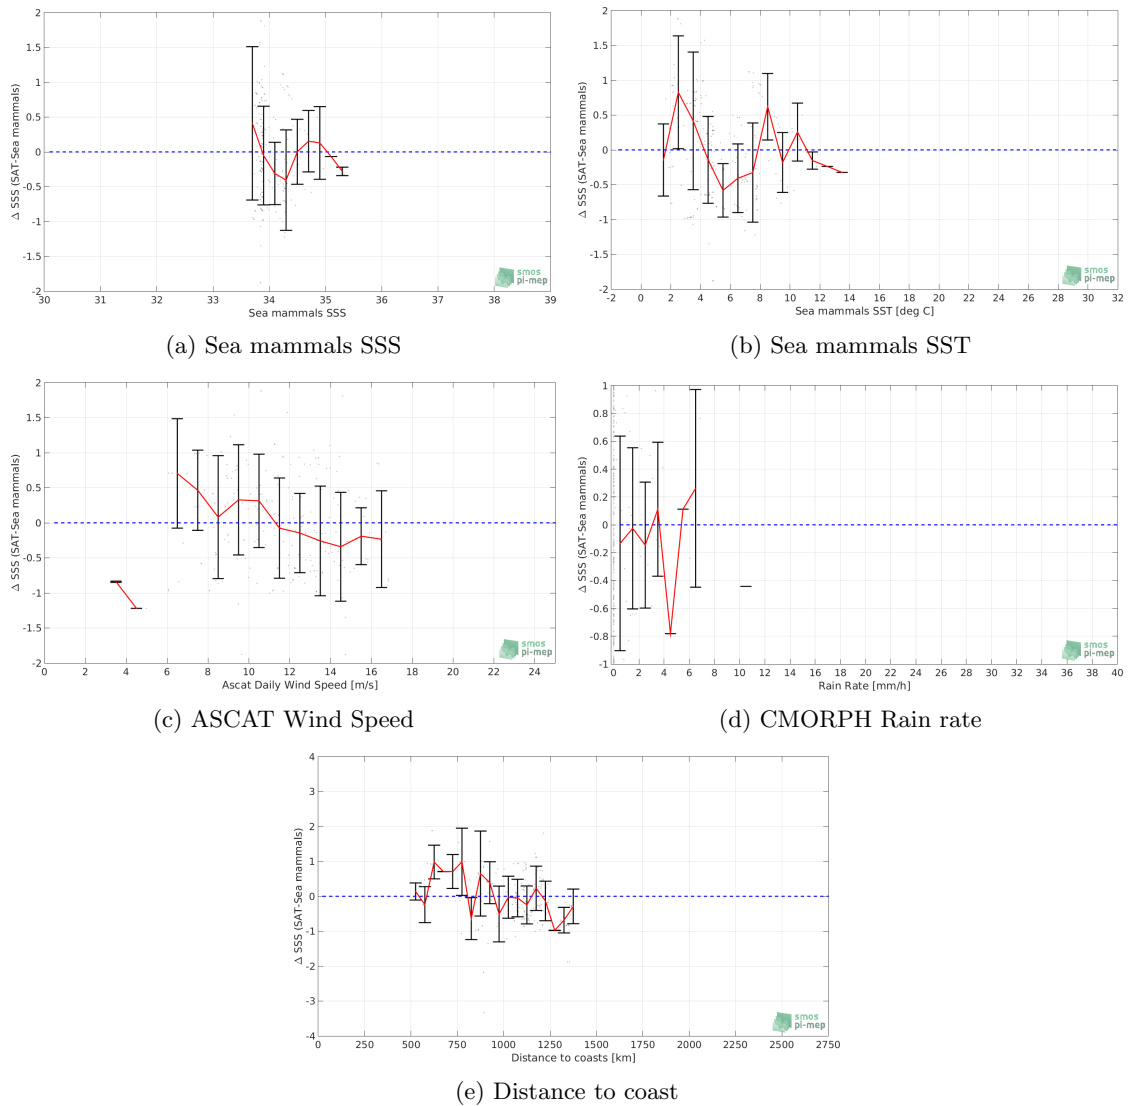 2
1.5
1
0.5
0
-0.5
-1
-1.5
-2
Δ SSS (SAT-Sea mammals)
30 31 32 33 34 35 36 37 38 39
Sea mammals SSS
smos
pi-mep
(a) Sea mammals SSS
2
1.5
1
0.5
0
-0.5
-1
-1.5
-2
Δ SSS (SAT-Sea mammals)
-2 0 2 4 6 8 10 12 14 16 18 20 22 24 26 28 30 32
Sea mammals SST [deg C]
smos
pi-mep
(b) Sea mammals SST
2
1.5
1
0.5
0
-0.5
-1
-1.5
-2
Δ SSS (SAT-Sea mammals)
0 2 4 6 8 10 12 14 16 18 20 22 24
Ascat Daily Wind Speed [m/s]
smos
pi-mep
(c) ASCAT Wind Speed
1
0.8
0.6
0.4
0.2
0
-0.2
-0.4
-0.6
-0.8
-1
Δ SSS (SAT-Sea mammals)
0 2 4 6 8 10 12 14 16 18 20 22 24 26 28 30 32 34 36 38 40
Rain Rate [mm/h]
smos
pi-mep
(d) CMORPH Rain rate
4
3
2
1
0
-1
-2
-3
-4
Δ SSS (SAT-Sea mammals)
0 250 500 750 1000 1250 1500 1750 2000 2250 2500 2750
Distance to coasts [km]
smos
pi-mep
(e) Distance to coast